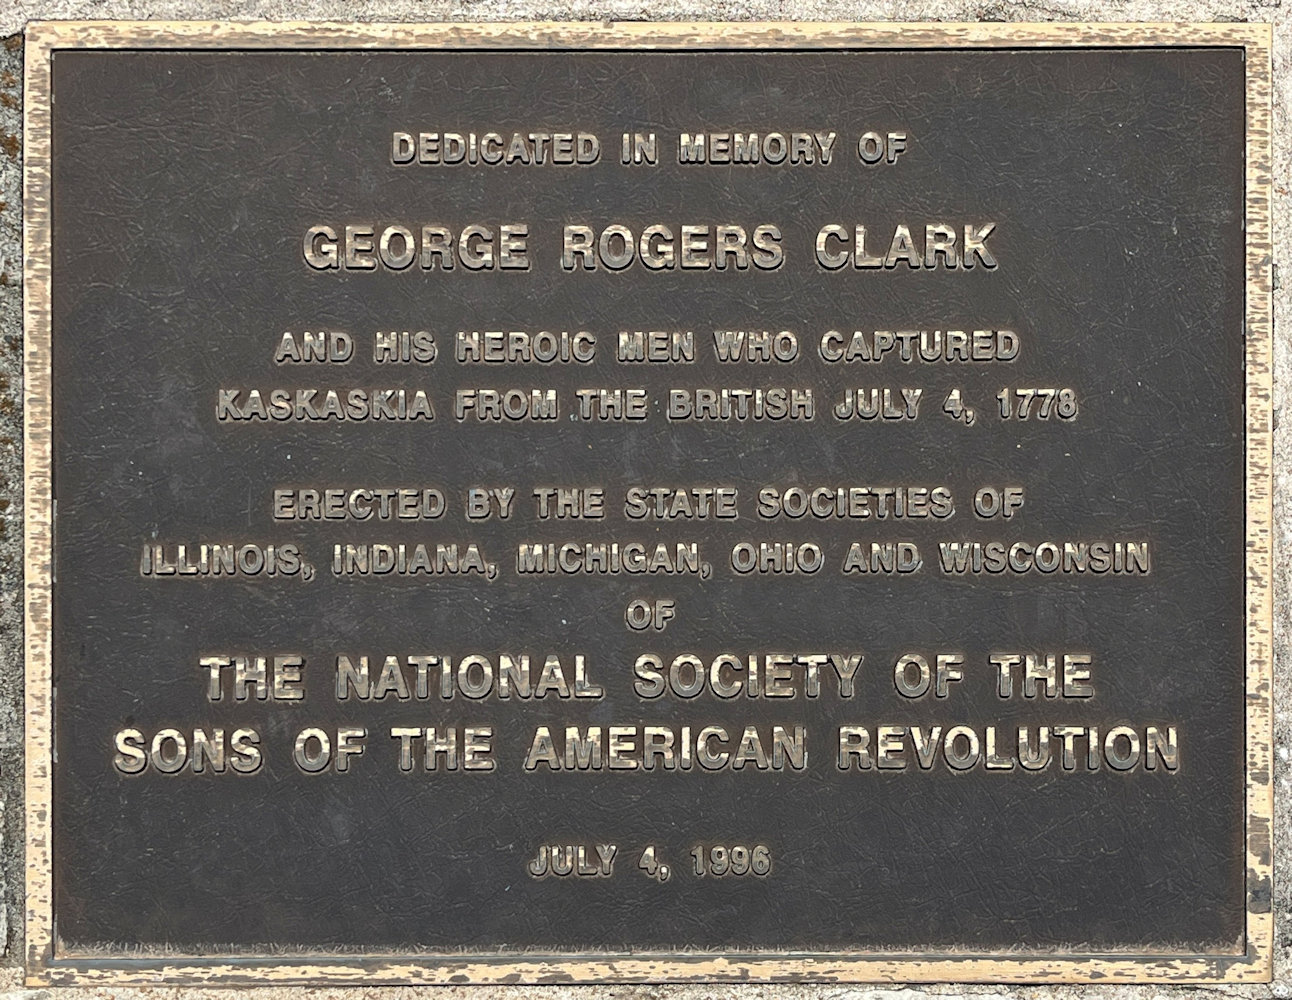 DEDICATED IN MEMORY OF
GEORGE ROGERS CLARK
AND HIS HEROIC MEN WHO CAPTURED
KASKASKIA FROM THE BRITISH JULY 4, 1778
ERECTED BY THE STATE SOCIETIES OF
ILLINOIS, INDIANA, MICHIGAN, OHIO AND WISCONSIN
OF
THE NATIONAL SOCIETY OF THE
SONS OF THE AMERICAN REVOLUTION
JULY 4, 1996